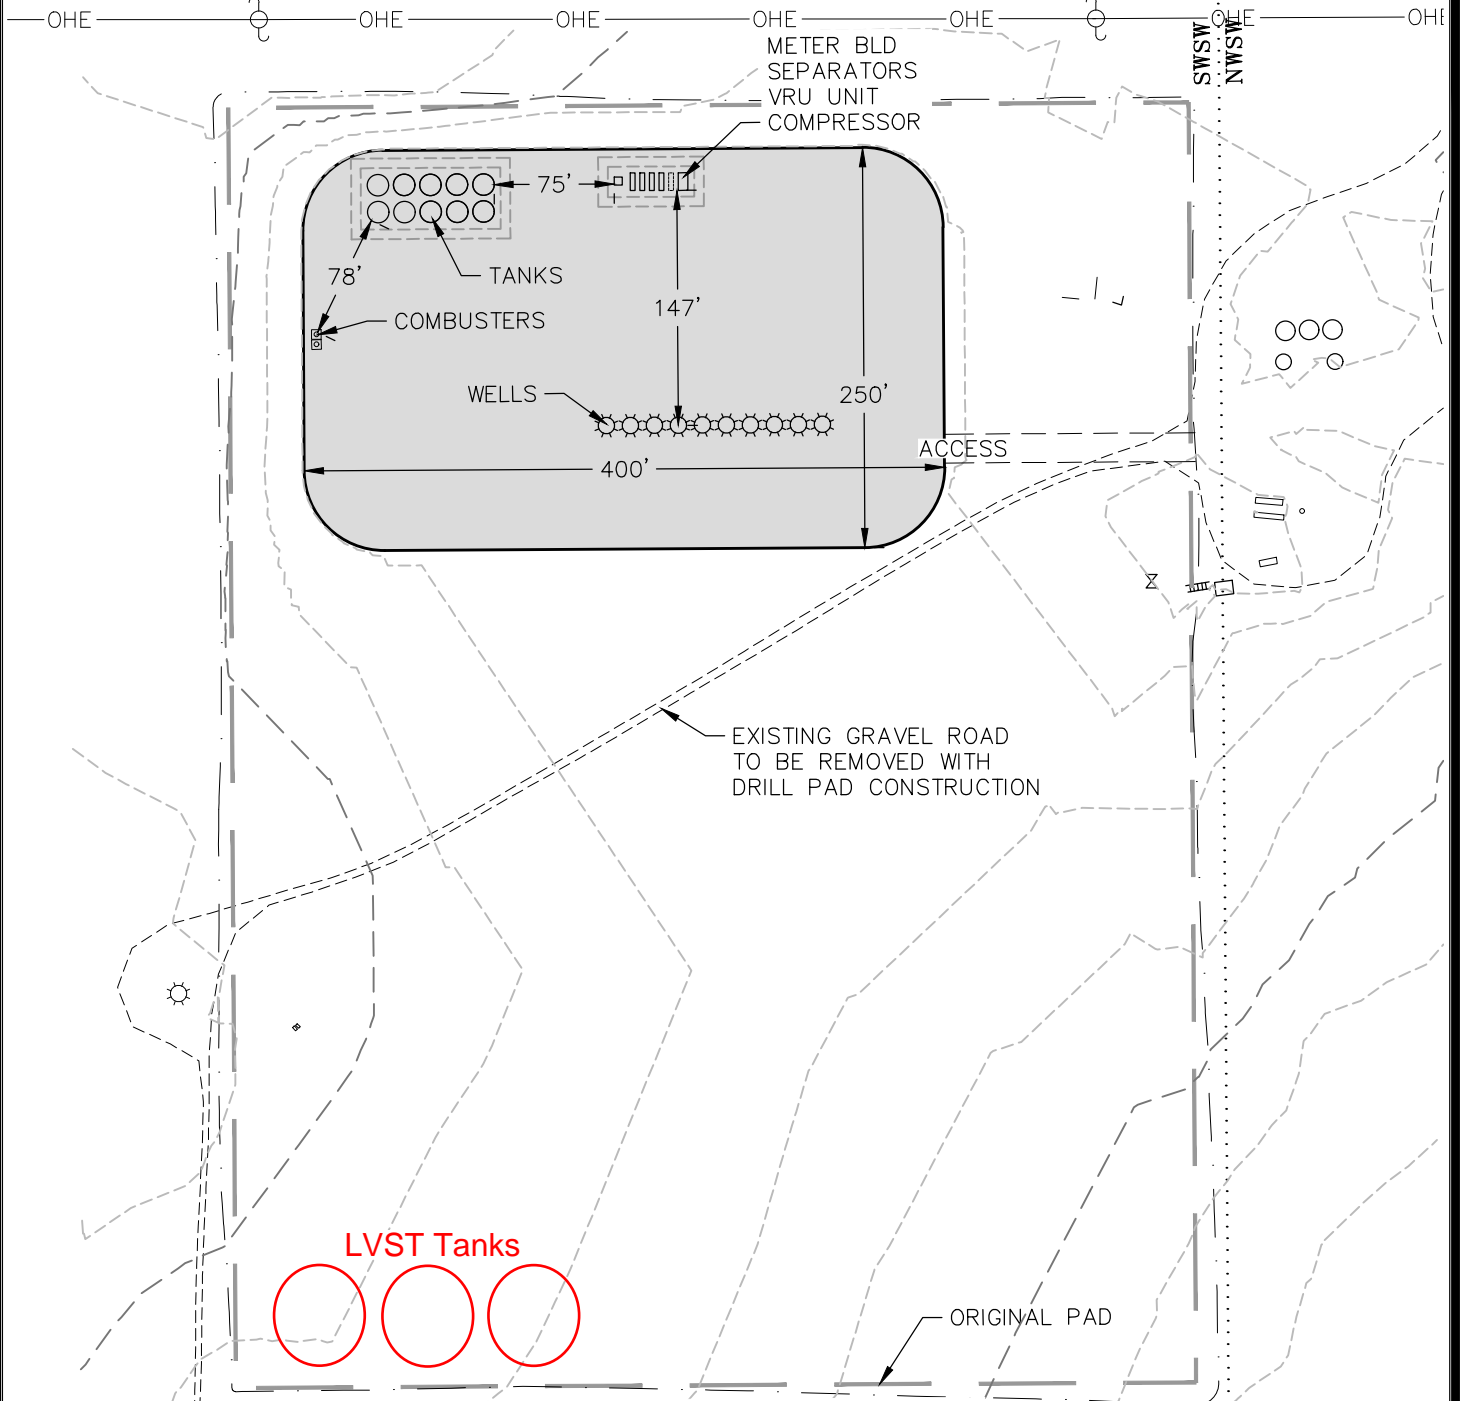 OHE OHE OHE OHE OHE OHE OHE
SWSW
NWSW
METER BLD
SEPARATORS
VRU UNIT
COMPRESSOR
75'
78'
TANKS
147'
COMBUSTERS
WELLS
250'
ACCESS
400'
EXISTING GRAVEL ROAD
TO BE REMOVED WITH
DRILL PAD CONSTRUCTION
LVST Tanks
ORIGINAL PAD